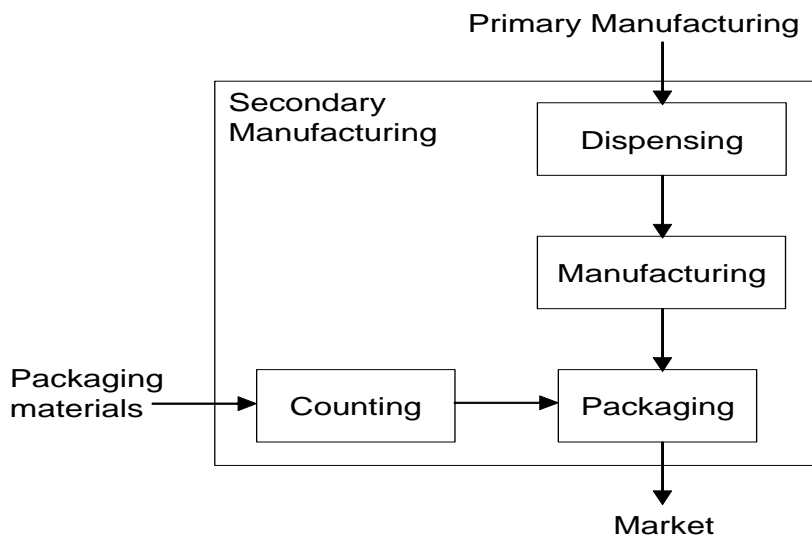 Primary Manufacturing
Secondary
Manufacturing
Dispensing
Manufacturing
Packaging
materials
Counting
Packaging
Market